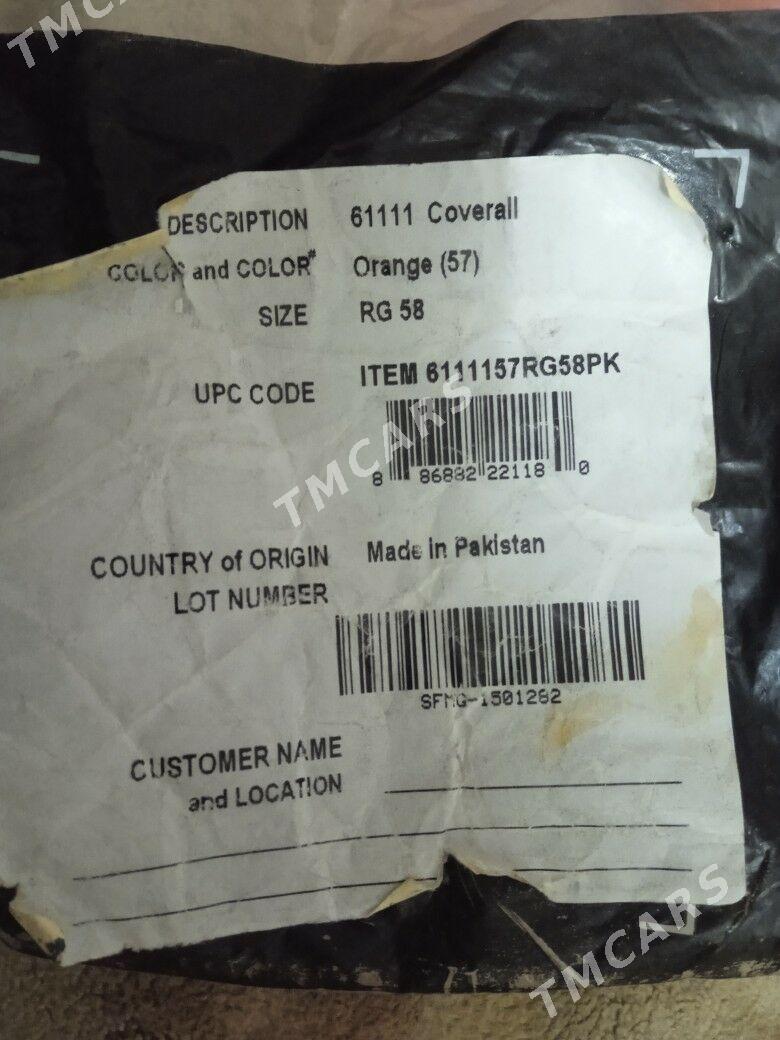 TMCARS
DESCRIPTION 61111 Coverall
COLOR and COLOR# Orange (57)
SIZE RG 58
UPC CODE ITEM 6111157RG58PK
TMCARS
8 86882 22118 0
COUNTRY of ORIGIN Made in Pakistan
LOT NUMBER
SFMG-1501282
CUSTOMER NAME
and LOCATION
TMCARS